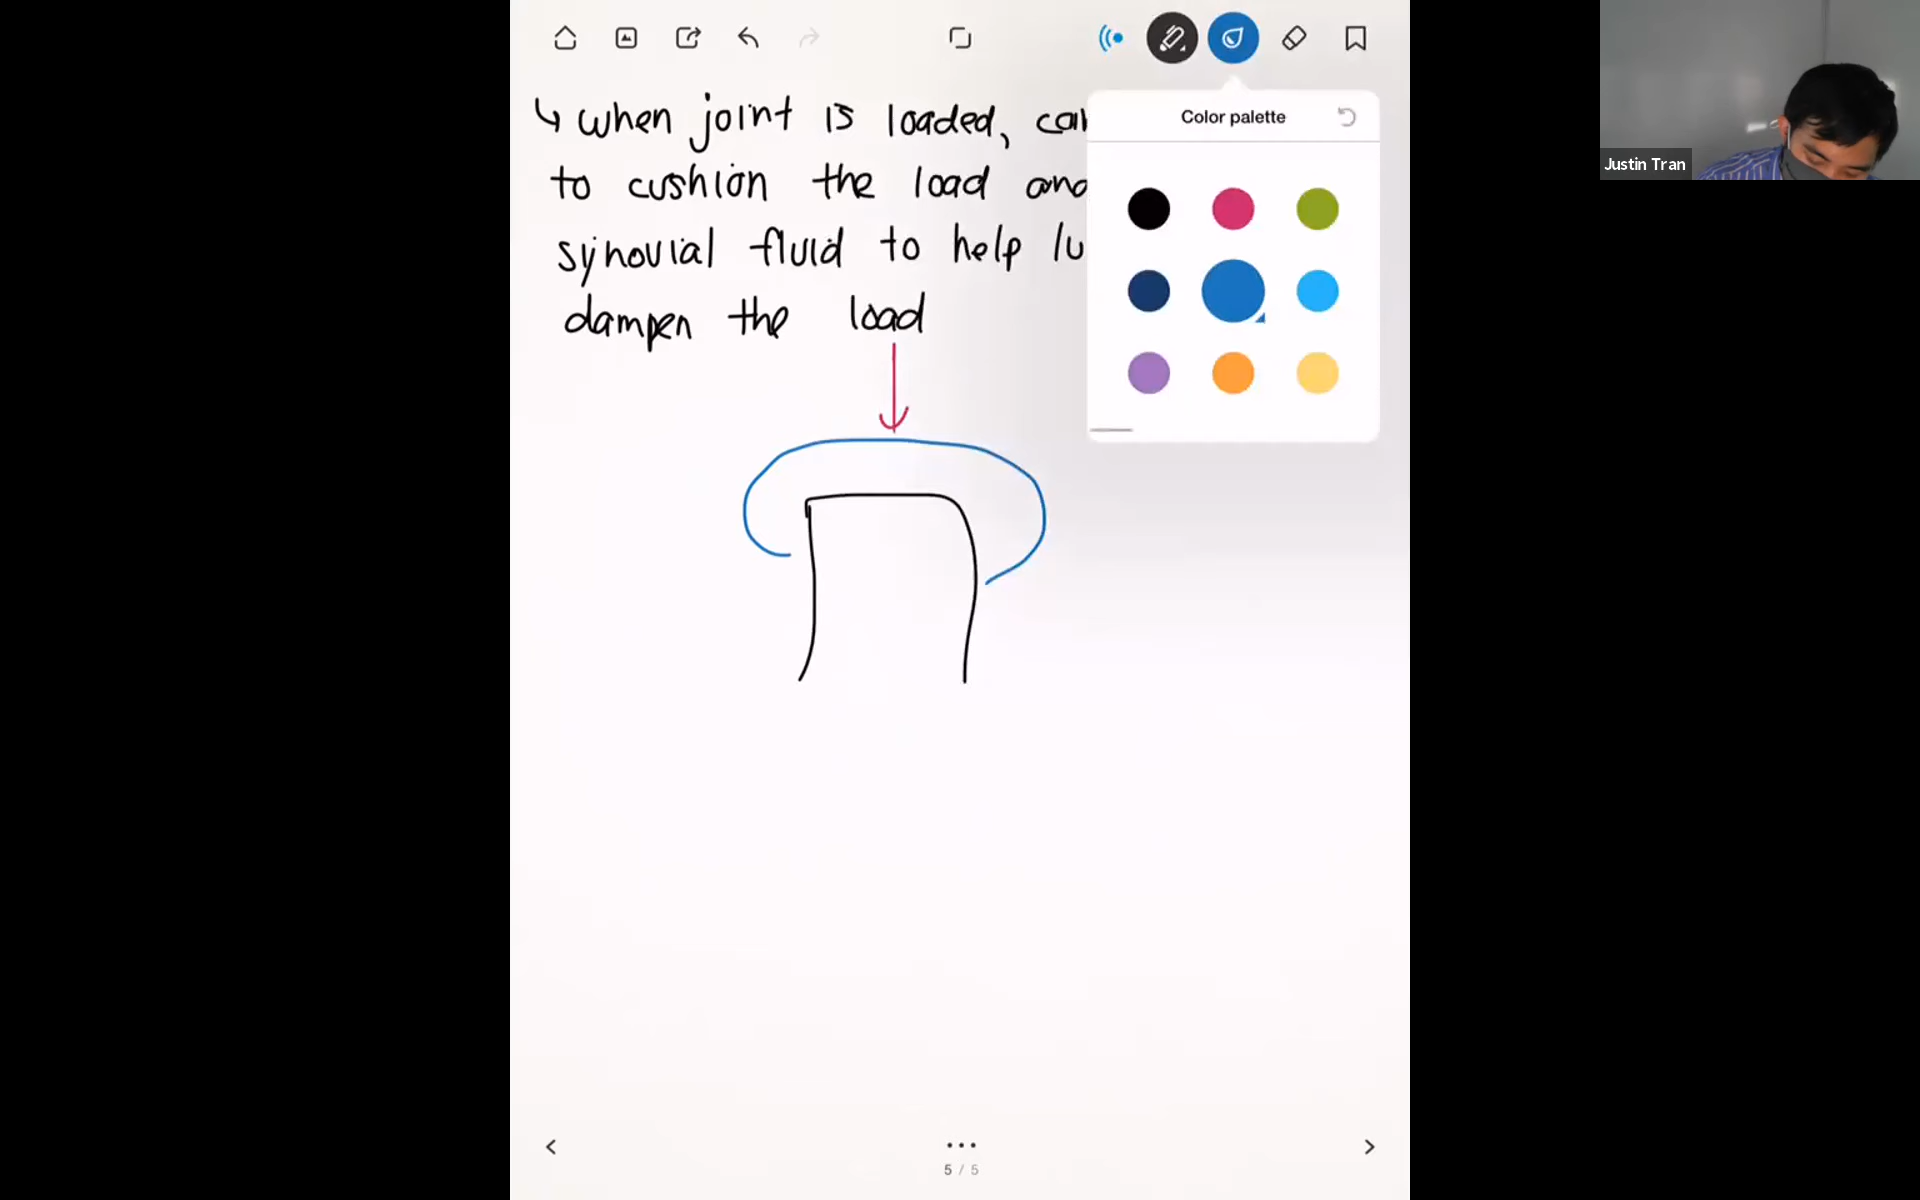 ↳ when joint is loaded, car
Color palette
to cushion the load and
synovial fluid to help lu
dampen the load
Justin Tran
5 / 5